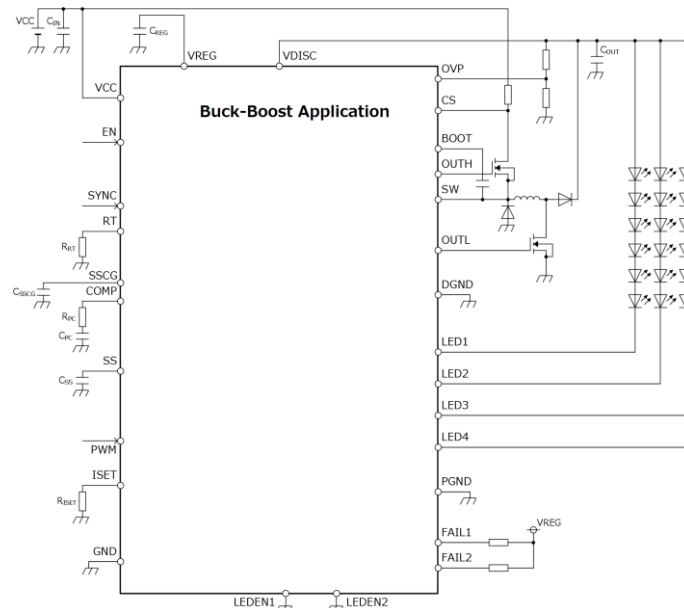 VCC
CIN
CREG
VREG
VDISC
COUT
OVP
VCC
Buck-Boost Application
CS
EN
BOOT
OUTH
SYNC
SW
RT
RRT
OUTL
SSCG
CSSCG
COMP
DGND
RPC
CPC
LED1
SS
CSS
LED2
LED3
LED4
PWM
ISET
RISET
PGND
VREG
FAIL1
GND
FAIL2
LEDEN1
LEDEN2